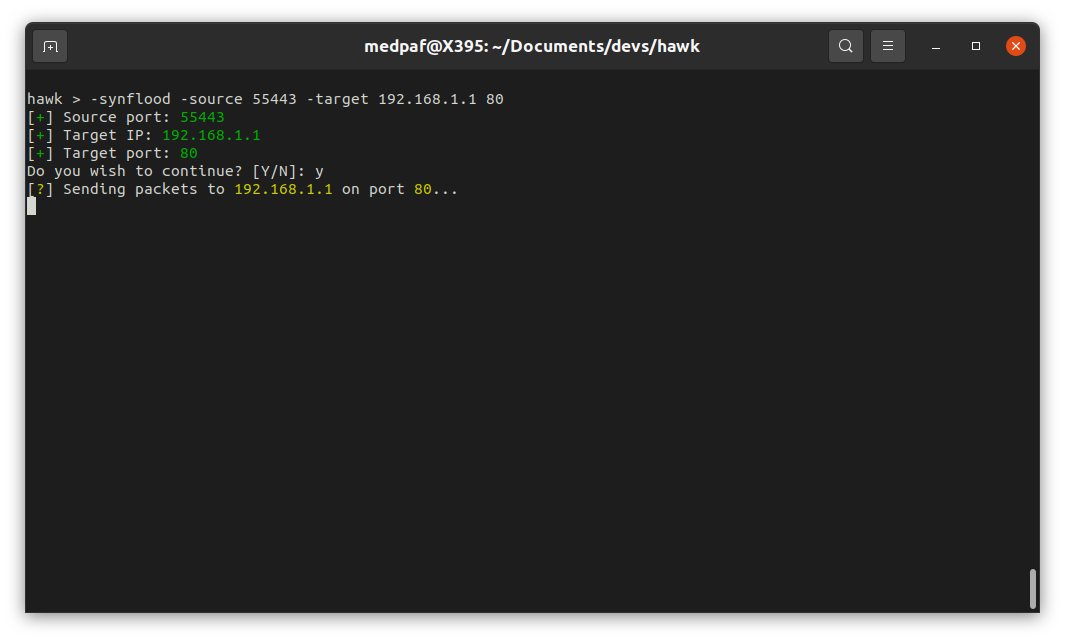 medpaf@X395: ~/Documents/devs/hawk
hawk > -synflood -source 55443 -target 192.168.1.1 80
[+] Source port: 55443
[+] Target IP: 192.168.1.1
[+] Target port: 80
Do you wish to continue? [Y/N]: y
[?] Sending packets to 192.168.1.1 on port 80...